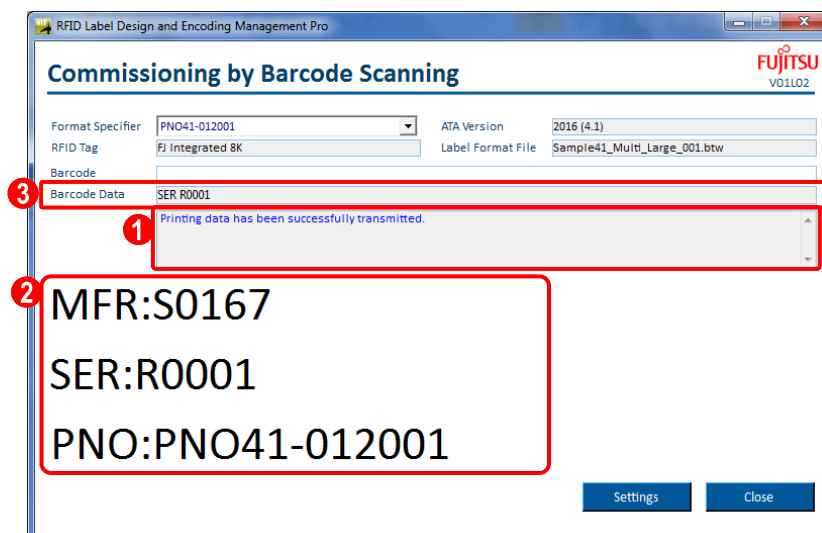 RFID Label Design and Encoding Management Pro
Commissioning by Barcode Scanning
FUJITSU
V01L02
Format Specifier PNO41-012001 ATA Version 2016 (4.1)
RFID Tag FJ Integrated 8K Label Format File Sample41_Multi_Large_001.btw
Barcode
3 Barcode Data SER R0001
1 Printing data has been successfully transmitted.
2 MFR:S0167
SER:R0001
PNO:PNO41-012001
Settings Close